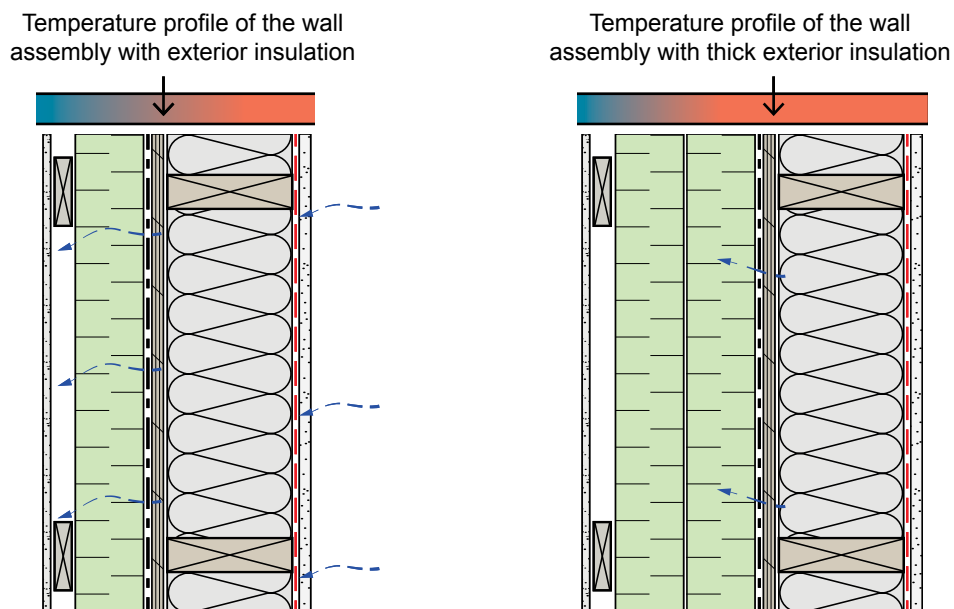 Temperature profile of the wall
assembly with exterior insulation
Temperature profile of the wall
assembly with thick exterior insulation